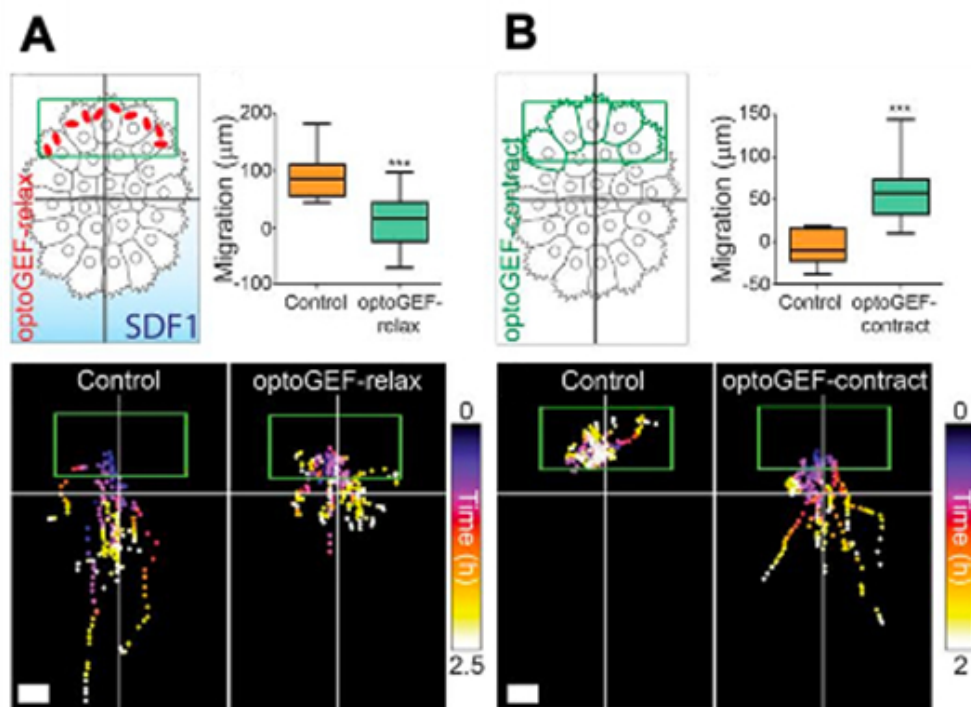 A
B
optoGEF-relax
SDF1
Migration (μm)
200
100
0
-100
***
Control
optoGEF-
relax
optoGEF-contract
Migration (μm)
150
100
50
0
-50
***
Control
optoGEF-
contract
Control
optoGEF-relax
0
Time (h)
2.5
Control
optoGEF-contract
0
Time (h)
2